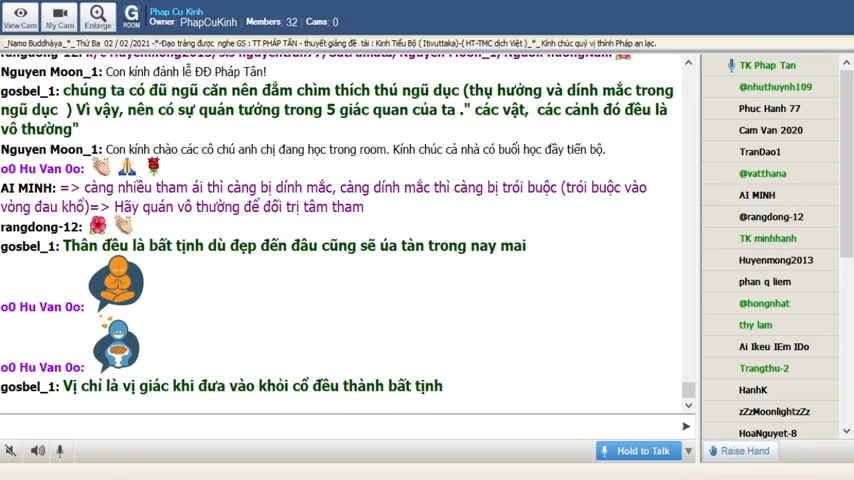 Phap Cu Kinh
Owner: PhapCuKinh Members: 32 Cams: 0
View Cam
My Cam
Enlarge
G ROOM
_Namo Buddhàya_*_ Thứ Ba 02 / 02 /2021 -*-Đạo tràng được nghe GS : TT PHÁP TÂN - thuyết giảng đề tài : Kinh Tiểu Bộ ( Itvuttaka)-( HT-TMC dịch Việt )_*_ Kính chúc quý vị thính Pháp an lạc.
Nguyen Moon_1: Con kính đảnh lễ ĐĐ Pháp Tân!
gosbel_1: chúng ta có đũ ngũ căn nên đắm chìm thích thú ngũ dục (thụ hưởng và dính mắc trong
ngũ dục ) Vì vậy, nên có sự quán tưởng trong 5 giác quan của ta ." các vật, các cảnh đó đều là
vô thường"
Nguyen Moon_1: Con kính chào các cô chú anh chị đang học trong room. Kính chúc cả nhà có buổi học đầy tiến bộ.
o0 Hu Van 0o:
AI MINH: => càng nhiều tham ái thì càng bị dính mắc, càng dính mắc thì càng bị trói buộc (trói buộc vào
vòng đau khổ)=> Hãy quán vô thường để đối trị tâm tham
rangdong-12:
gosbel_1: Thân đều là bất tịnh dù đẹp đến đâu cũng sẽ úa tàn trong nay mai
o0 Hu Van 0o:
o0 Hu Van 0o:
gosbel_1: Vị chỉ là vị giác khi đưa vào khỏi cổ đều thành bất tịnh
Hold to Talk
Raise Hand
TK Phap Tan
@nhuthuynh109
Phuc Hanh 77
Cam Van 2020
TranDao1
@vatthana
AI MINH
@rangdong-12
TK minhhanh
Huyenmong2013
phan q liem
@hongnhat
thy lam
Ai Ikeu IEm IDo
Trangthu-2
HanhK
zZzMoonlightzZz
HoaNguyet-8